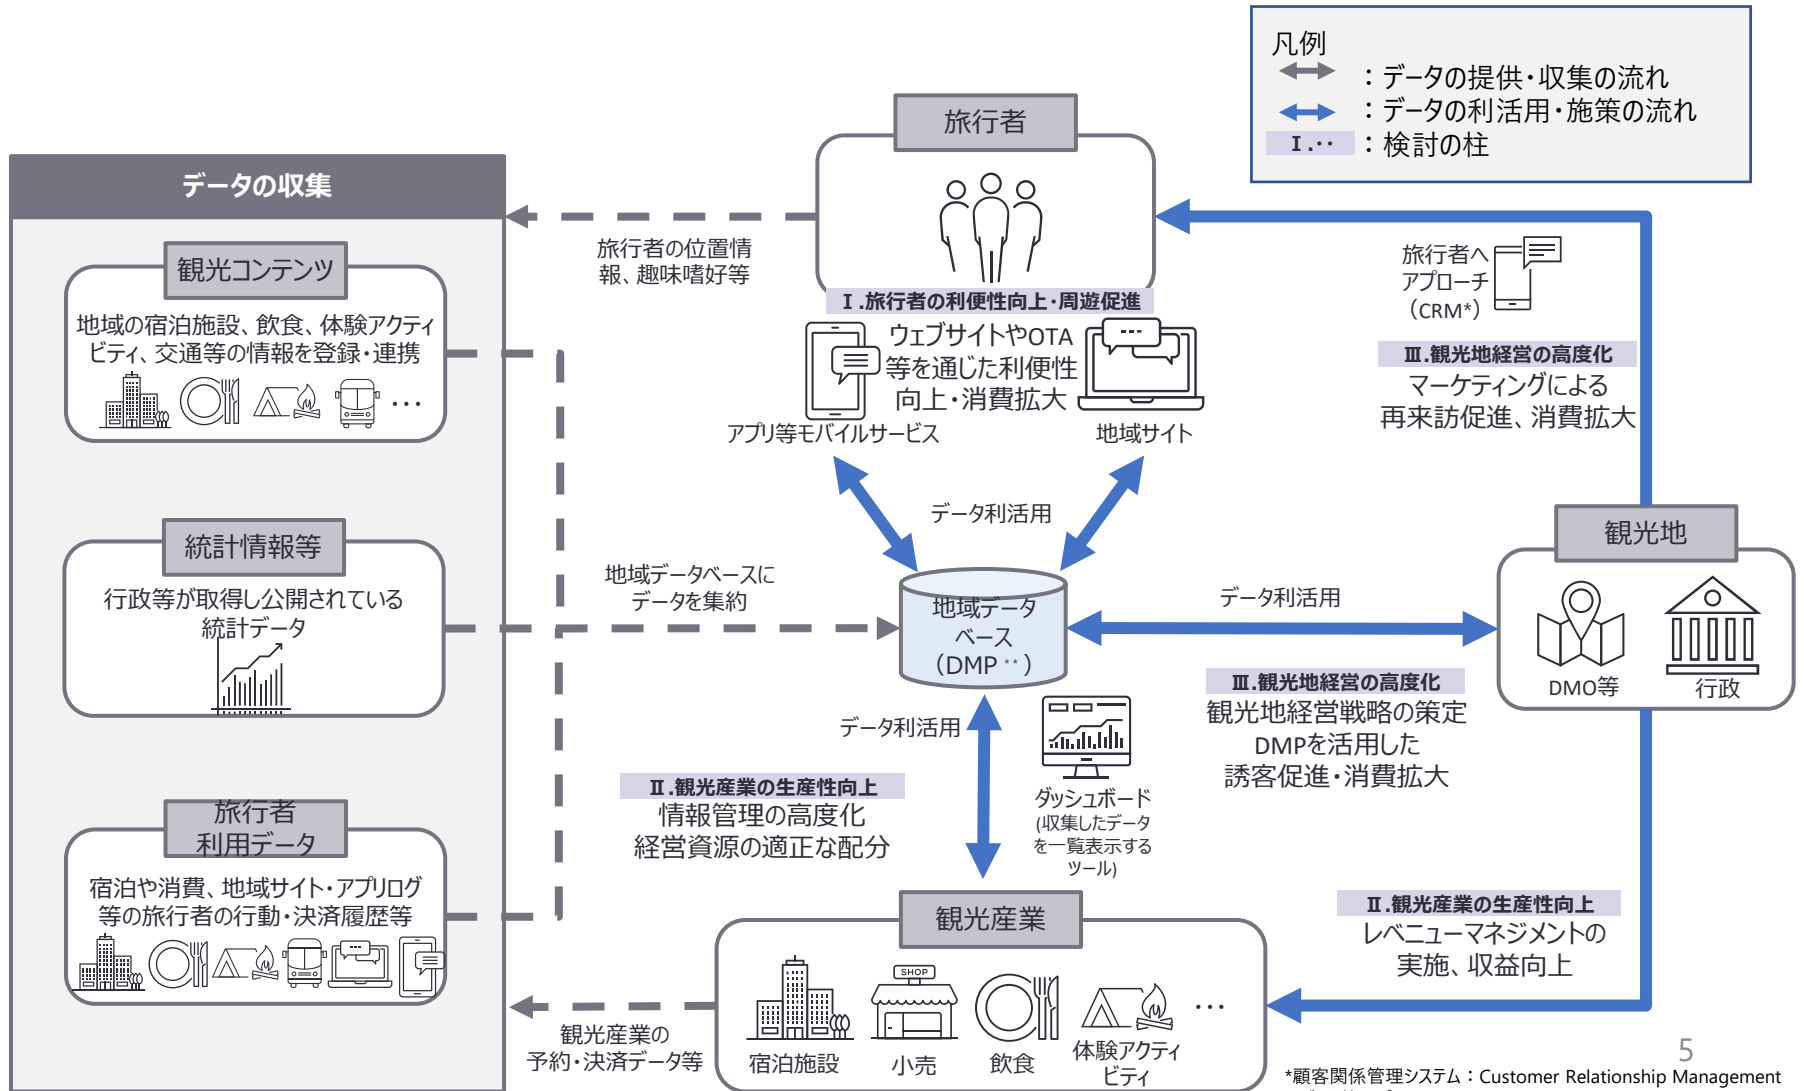 凡例
：データの提供・収集の流れ
：データの利活用・施策の流れ
Ⅰ.‥ ：検討の柱
旅行者
データの収集
旅行者の位置情
報、趣味嗜好等
観光コンテンツ
地域の宿泊施設、飲食、体験アクティ
ビティ、交通等の情報を登録・連携
…
Ⅰ.旅行者の利便性向上・周遊促進
ウェブサイトやOTA
等を通じた利便性
向上・消費拡大
アプリ等モバイルサービス
地域サイト
旅行者へ
アプローチ
（CRM*）
Ⅲ.観光地経営の高度化
マーケティングによる
再来訪促進、消費拡大
データ利活用
統計情報等
行政等が取得し公開されている
統計データ
地域データベースに
データを集約
地域データ
ベース
（DMP**）
データ利活用
観光地
DMO等
行政
Ⅲ.観光地経営の高度化
観光地経営戦略の策定
DMPを活用した
誘客促進・消費拡大
データ利活用
Ⅱ.観光産業の生産性向上
情報管理の高度化
経営資源の適正な配分
ダッシュボード
(収集したデータ
を一覧表示する
ツール)
旅行者
利用データ
宿泊や消費、地域サイト・アプリログ
等の旅行者の行動・決済履歴等
観光産業
SHOP
…
宿泊施設
小売
飲食
体験アクティ
ビティ
Ⅱ.観光産業の生産性向上
レベニューマネジメントの
実施、収益向上
観光産業の
予約・決済データ等
5
*顧客関係管理システム：Customer Relationship Management